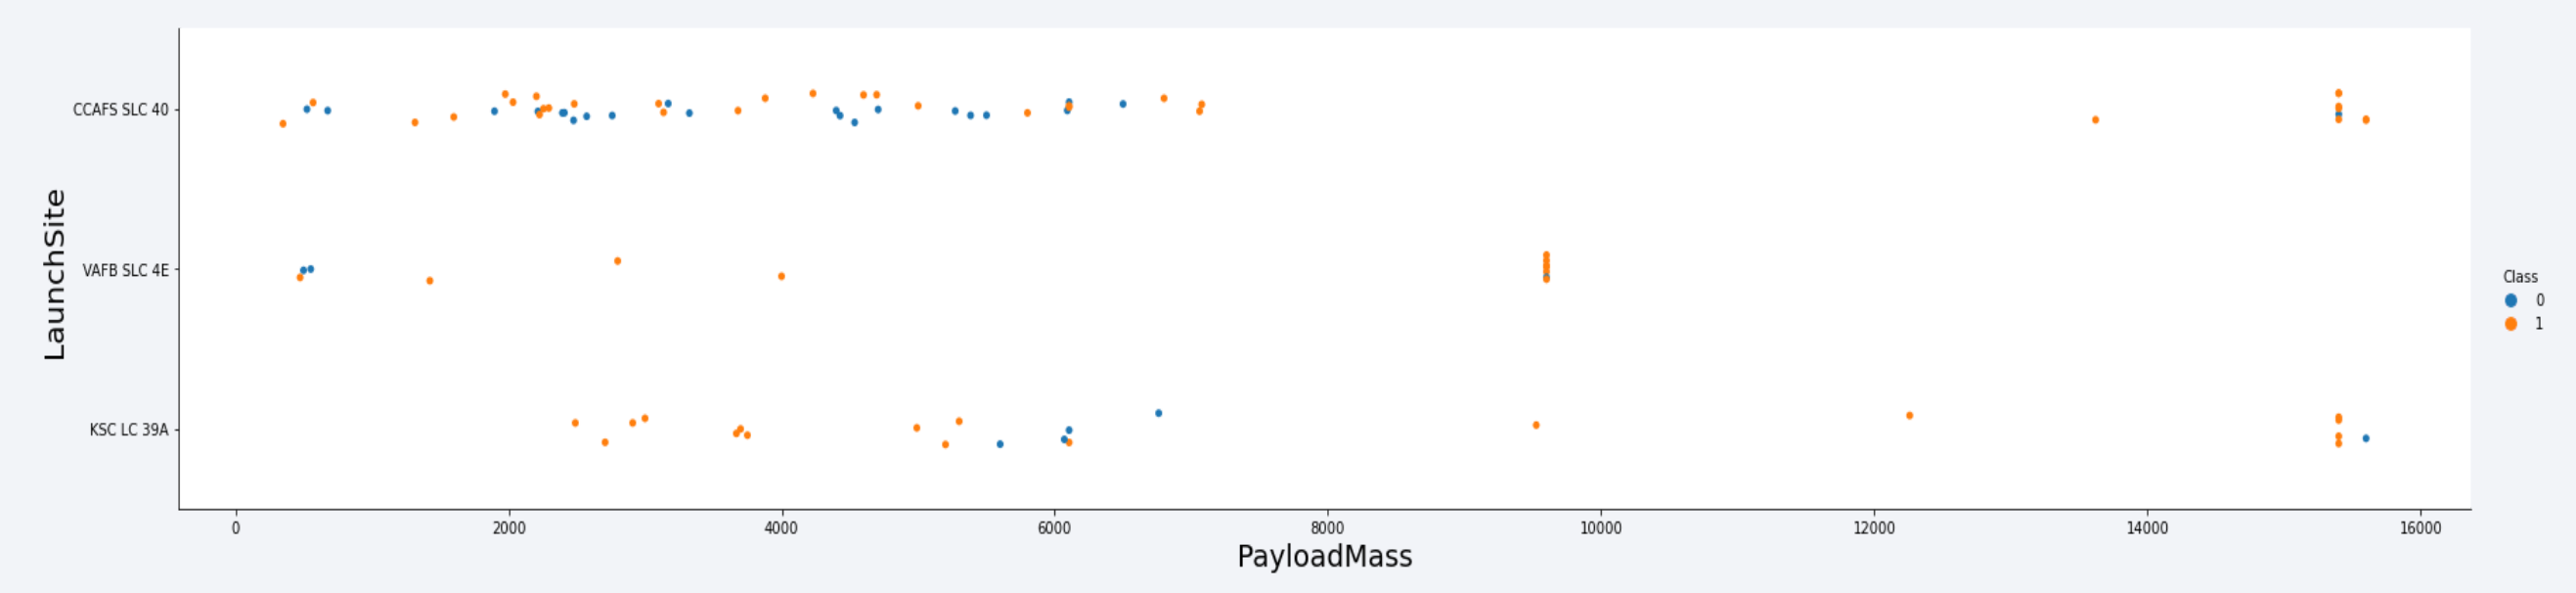 CCAFS SLC 40
VAFB SLC 4E
KSC LC 39A
LaunchSite
0 2000 4000 6000 8000 10000 12000 14000 16000
PayloadMass
Class
0
1